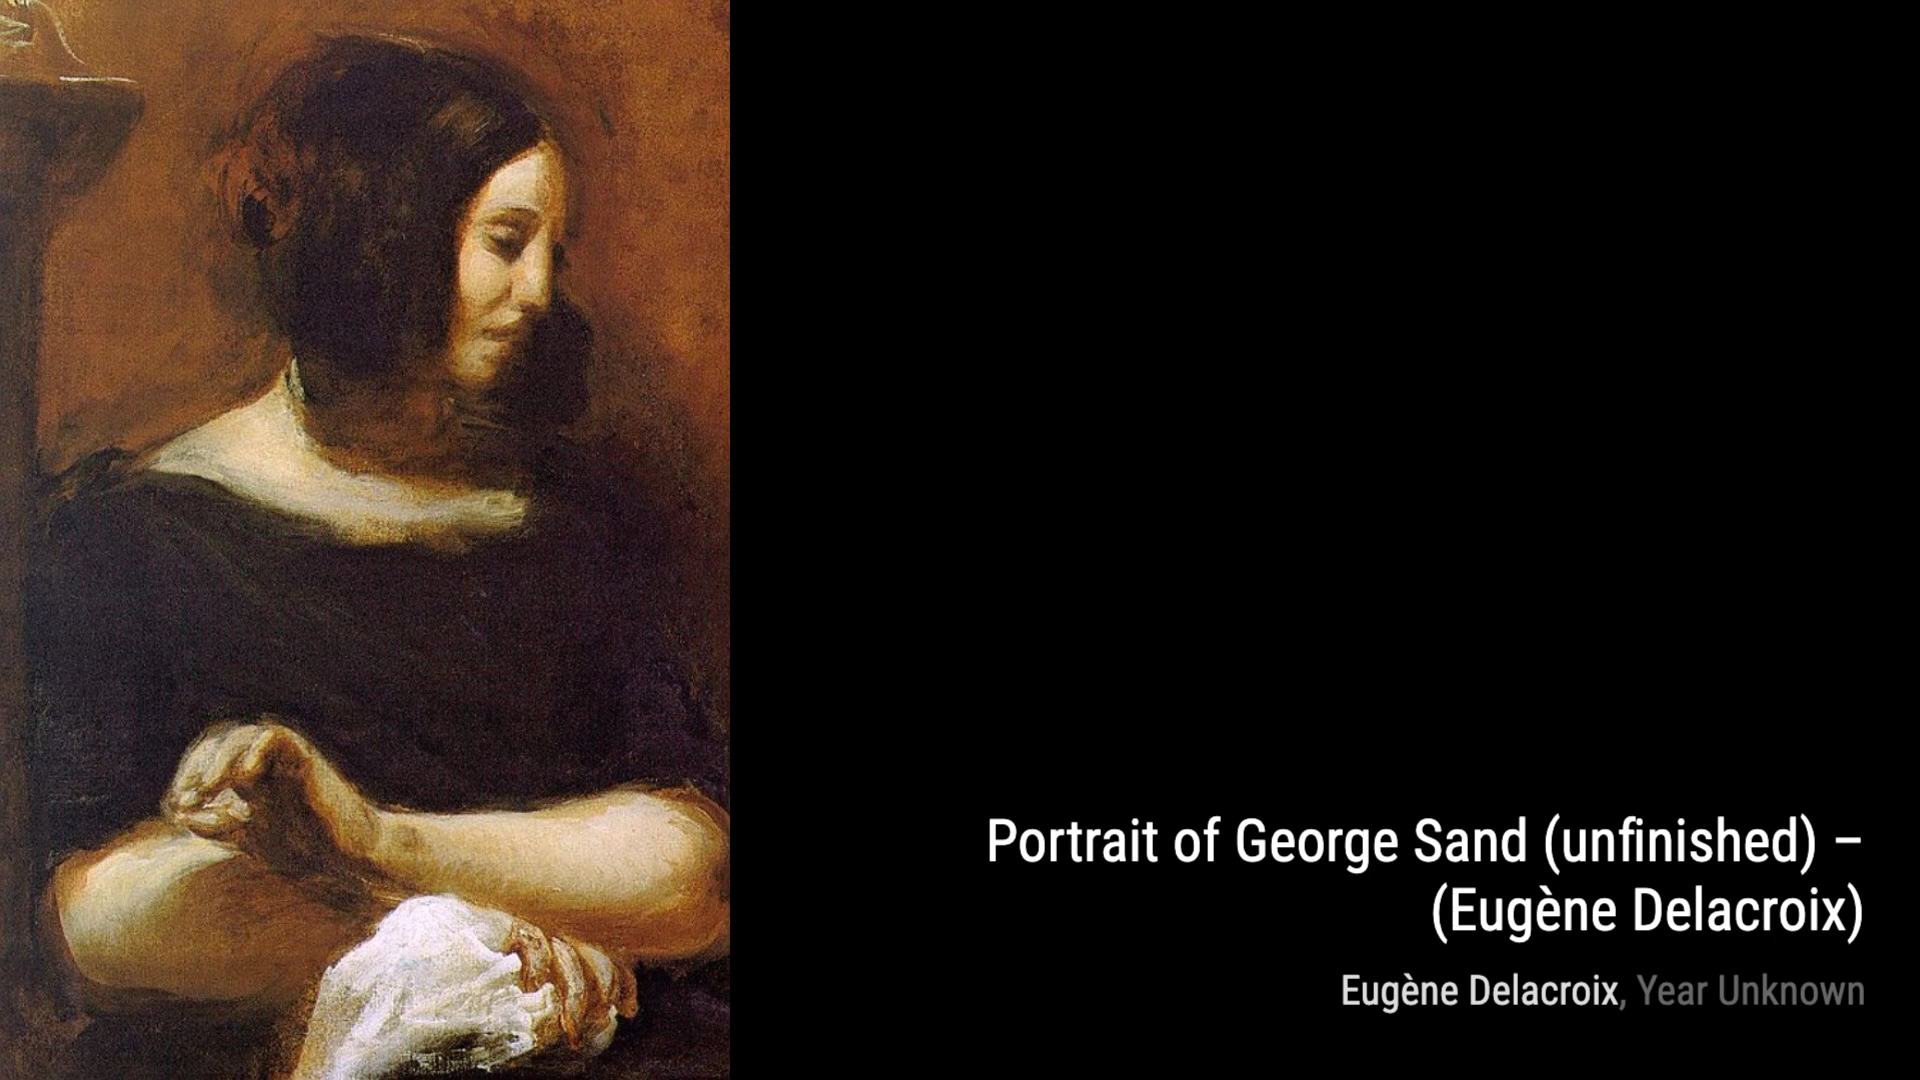 Portrait of George Sand (unfinished) –
(Eugène Delacroix)
Eugène Delacroix, Year Unknown